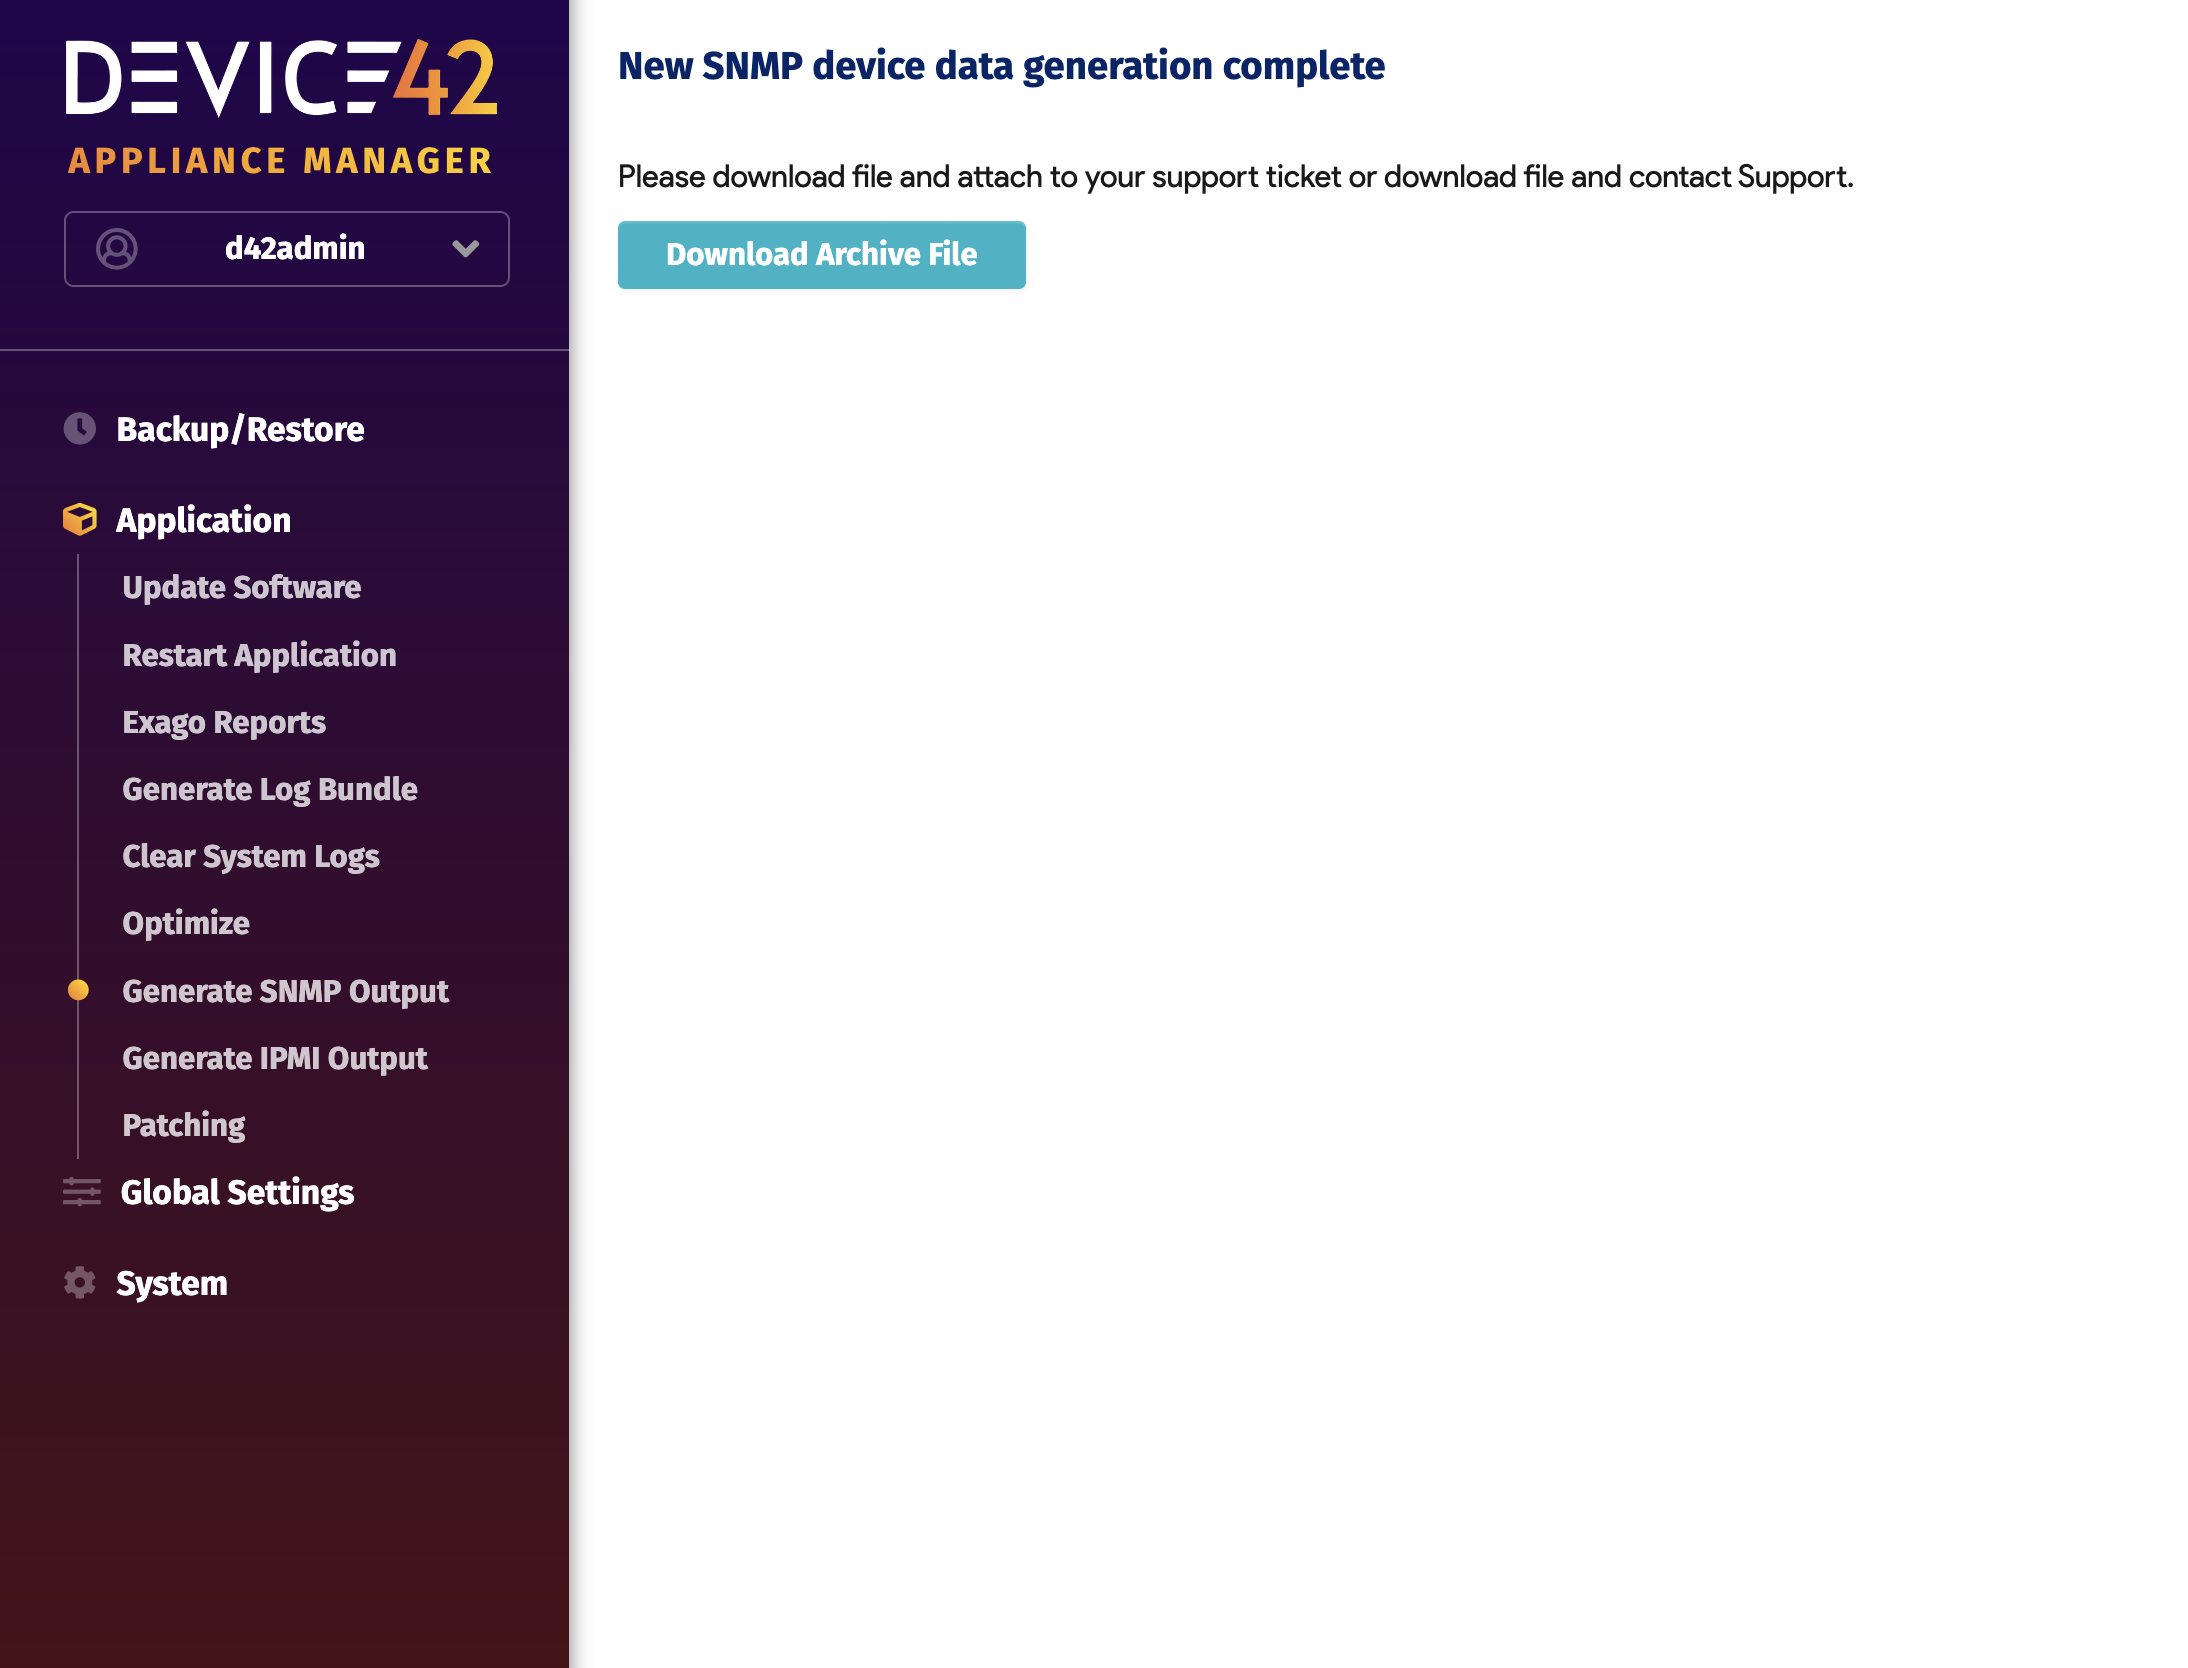 DEVICE42
APPLIANCE MANAGER
d42admin
Backup/Restore
Application
Update Software
Restart Application
Exago Reports
Generate Log Bundle
Clear System Logs
Optimize
Generate SNMP Output
Generate IPMI Output
Patching
Global Settings
System
New SNMP device data generation complete
Please download file and attach to your support ticket or download file and contact Support.
Download Archive File